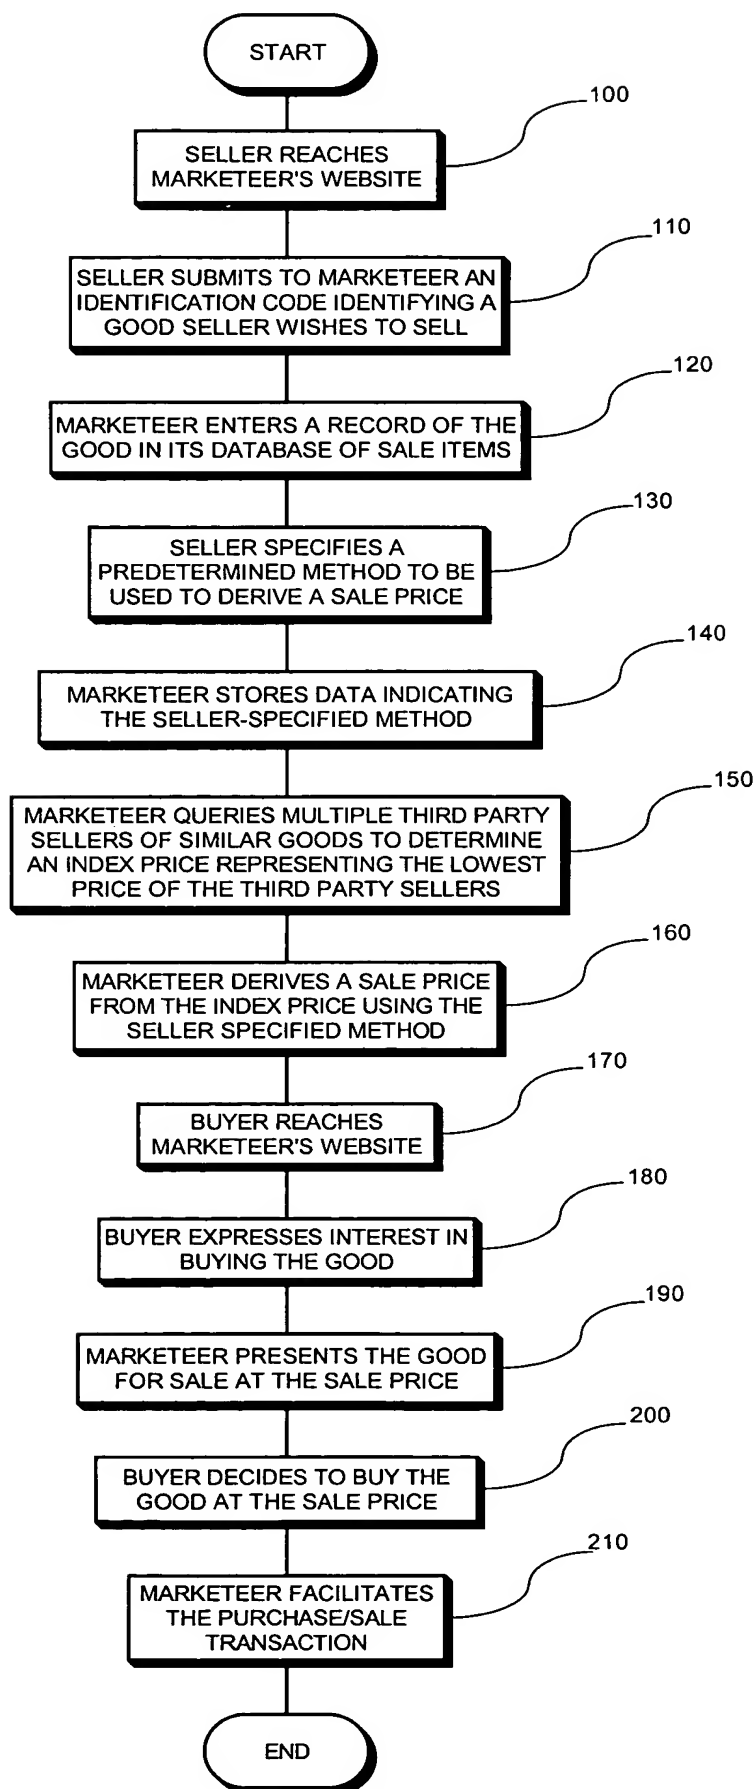 START
100
SELLER REACHES
MARKETEER'S WEBSITE
110
SELLER SUBMITS TO MARKETEER AN
IDENTIFICATION CODE IDENTIFYING A
GOOD SELLER WISHES TO SELL
120
MARKETEER ENTERS A RECORD OF THE
GOOD IN ITS DATABASE OF SALE ITEMS
130
SELLER SPECIFIES A
PREDETERMINED METHOD TO BE
USED TO DERIVE A SALE PRICE
140
MARKETEER STORES DATA INDICATING
THE SELLER-SPECIFIED METHOD
150
MARKETEER QUERIES MULTIPLE THIRD PARTY
SELLERS OF SIMILAR GOODS TO DETERMINE
AN INDEX PRICE REPRESENTING THE LOWEST
PRICE OF THE THIRD PARTY SELLERS
160
MARKETEER DERIVES A SALE PRICE
FROM THE INDEX PRICE USING THE
SELLER SPECIFIED METHOD
170
BUYER REACHES
MARKETEER'S WEBSITE
180
BUYER EXPRESSES INTEREST IN
BUYING THE GOOD
190
MARKETEER PRESENTS THE GOOD
FOR SALE AT THE SALE PRICE
200
BUYER DECIDES TO BUY THE
GOOD AT THE SALE PRICE
210
MARKETEER FACILITATES
THE PURCHASE/SALE
TRANSACTION
END